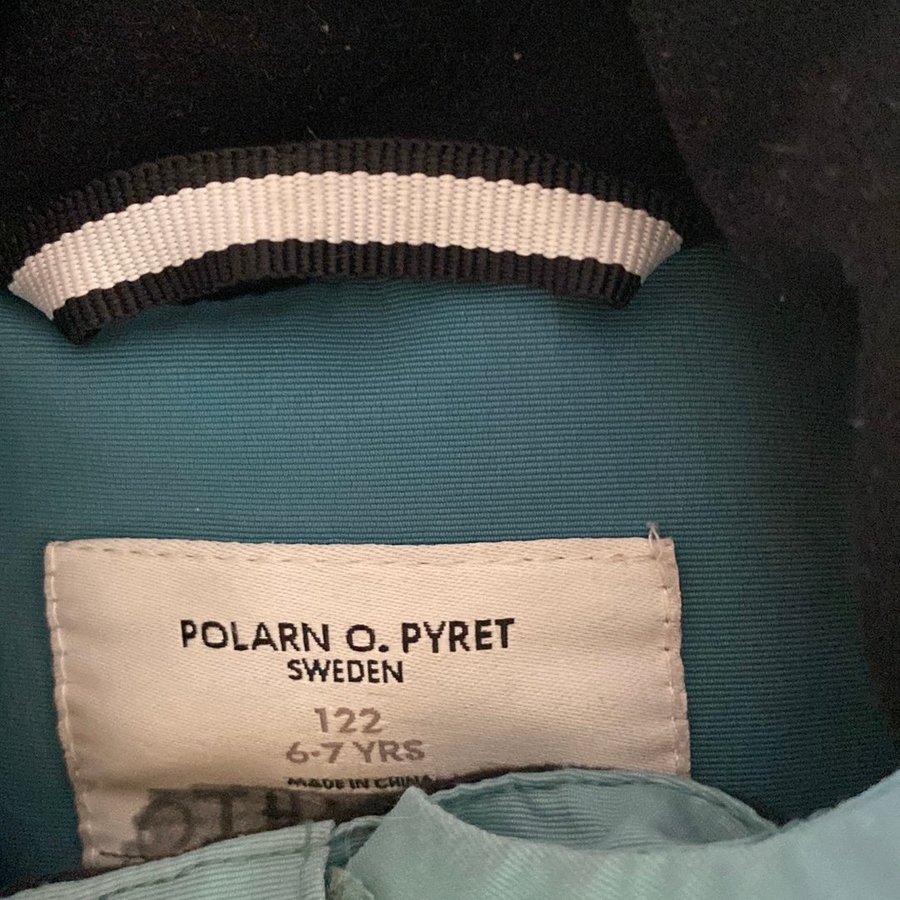 POLARN O. PYRET
SWEDEN
122
6-7 YRS
MADE IN CHINA